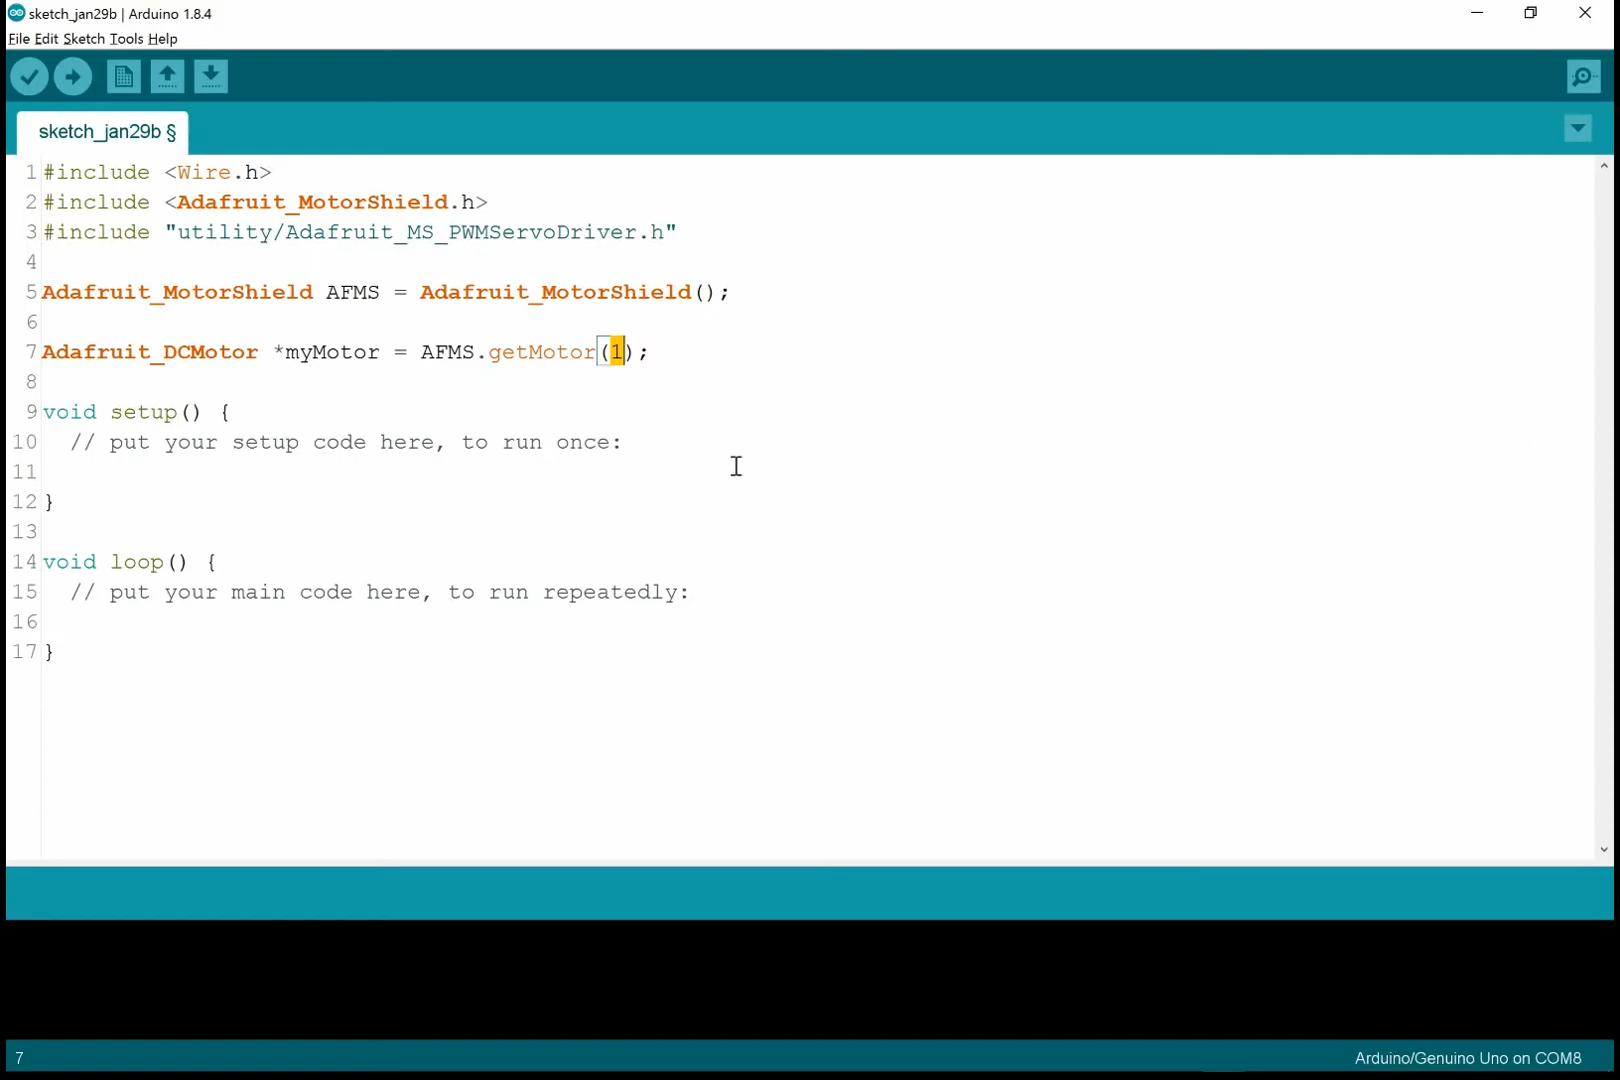 sketch_jan29b | Arduino 1.8.4
File Edit Sketch Tools Help
sketch_jan29b §
1 #include <Wire.h>
2 #include <Adafruit_MotorShield.h>
3 #include "utility/Adafruit_MS_PWMServoDriver.h"
4
5 Adafruit_MotorShield AFMS = Adafruit_MotorShield();
6
7 Adafruit_DCMotor *myMotor = AFMS.getMotor(1);
8
9 void setup() {
10 // put your setup code here, to run once:
11
12 }
13
14 void loop() {
15 // put your main code here, to run repeatedly:
16
17 }
7
Arduino/Genuino Uno on COM8